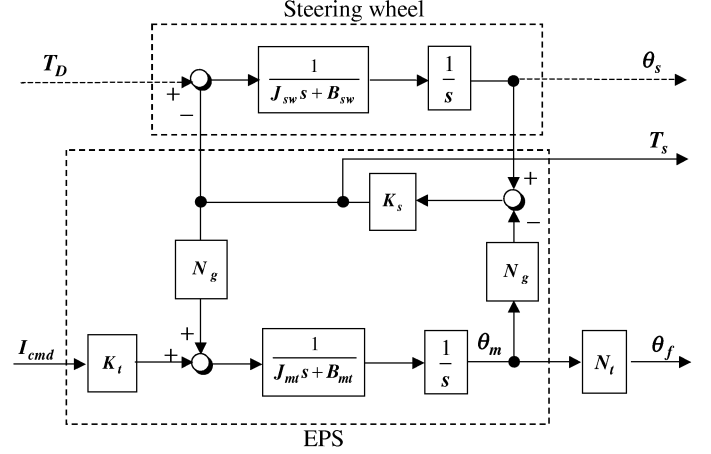 Steering wheel
T_D
+
−
1
J_sw s + B_sw
1
s
θ_s
T_s
+
K_s
−
N_g
N_g
I_cmd
K_t
+
+
1
J_mt s + B_mt
1
s
θ_m
N_t
θ_f
EPS